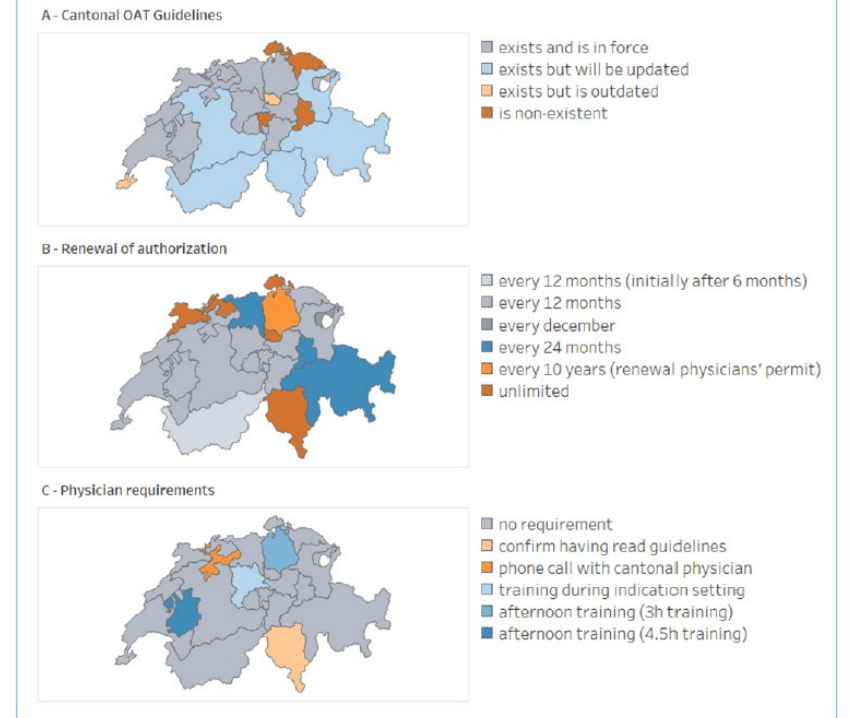 A - Cantonal OAT Guidelines
exists and is in force
exists but will be updated
exists but is outdated
is non-existent
B - Renewal of authorization
every 12 months (initially after 6 months)
every 12 months
every december
every 24 months
every 10 years (renewal physicians' permit)
unlimited
C - Physician requirements
no requirement
confirm having read guidelines
phone call with cantonal physician
training during indication setting
afternoon training (3h training)
afternoon training (4.5h training)